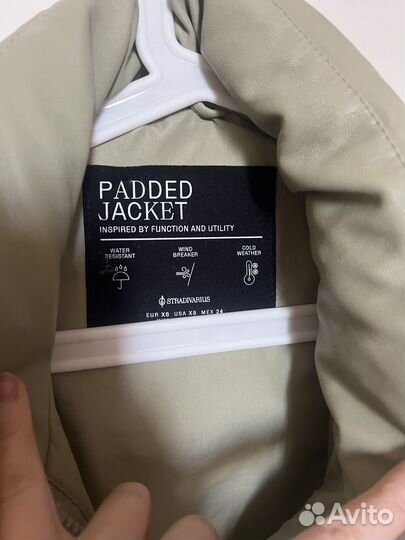 PADDED
JACKET
INSPIRED BY FUNCTION AND UTILITY
WATER RESISTANT
WIND BREAKER
COLD WEATHER
STRADIVARIUS
EUR XS USA XS MEX 24
Avito